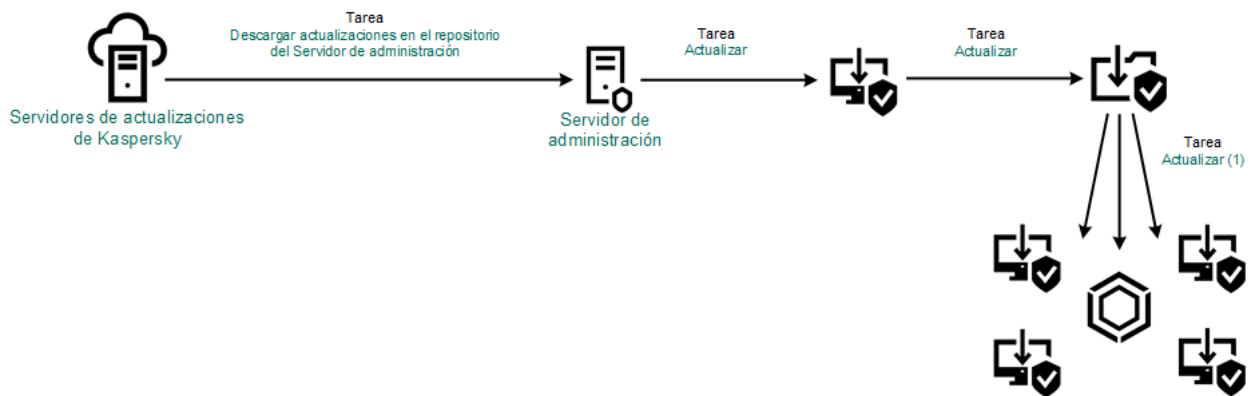 Tarea
Descargar actualizaciones en el repositorio
del Servidor de administración
Tarea
Actualizar
Tarea
Actualizar
Servidores de actualizaciones
de Kaspersky
Servidor de
administración
Tarea
Actualizar (1)